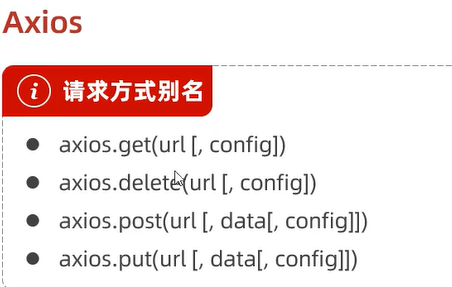 Axios
i 请求方式别名
axios.get(url [, config])
axios.delete(url [, config])
axios.post(url [, data[, config]])
axios.put(url [, data[, config]])